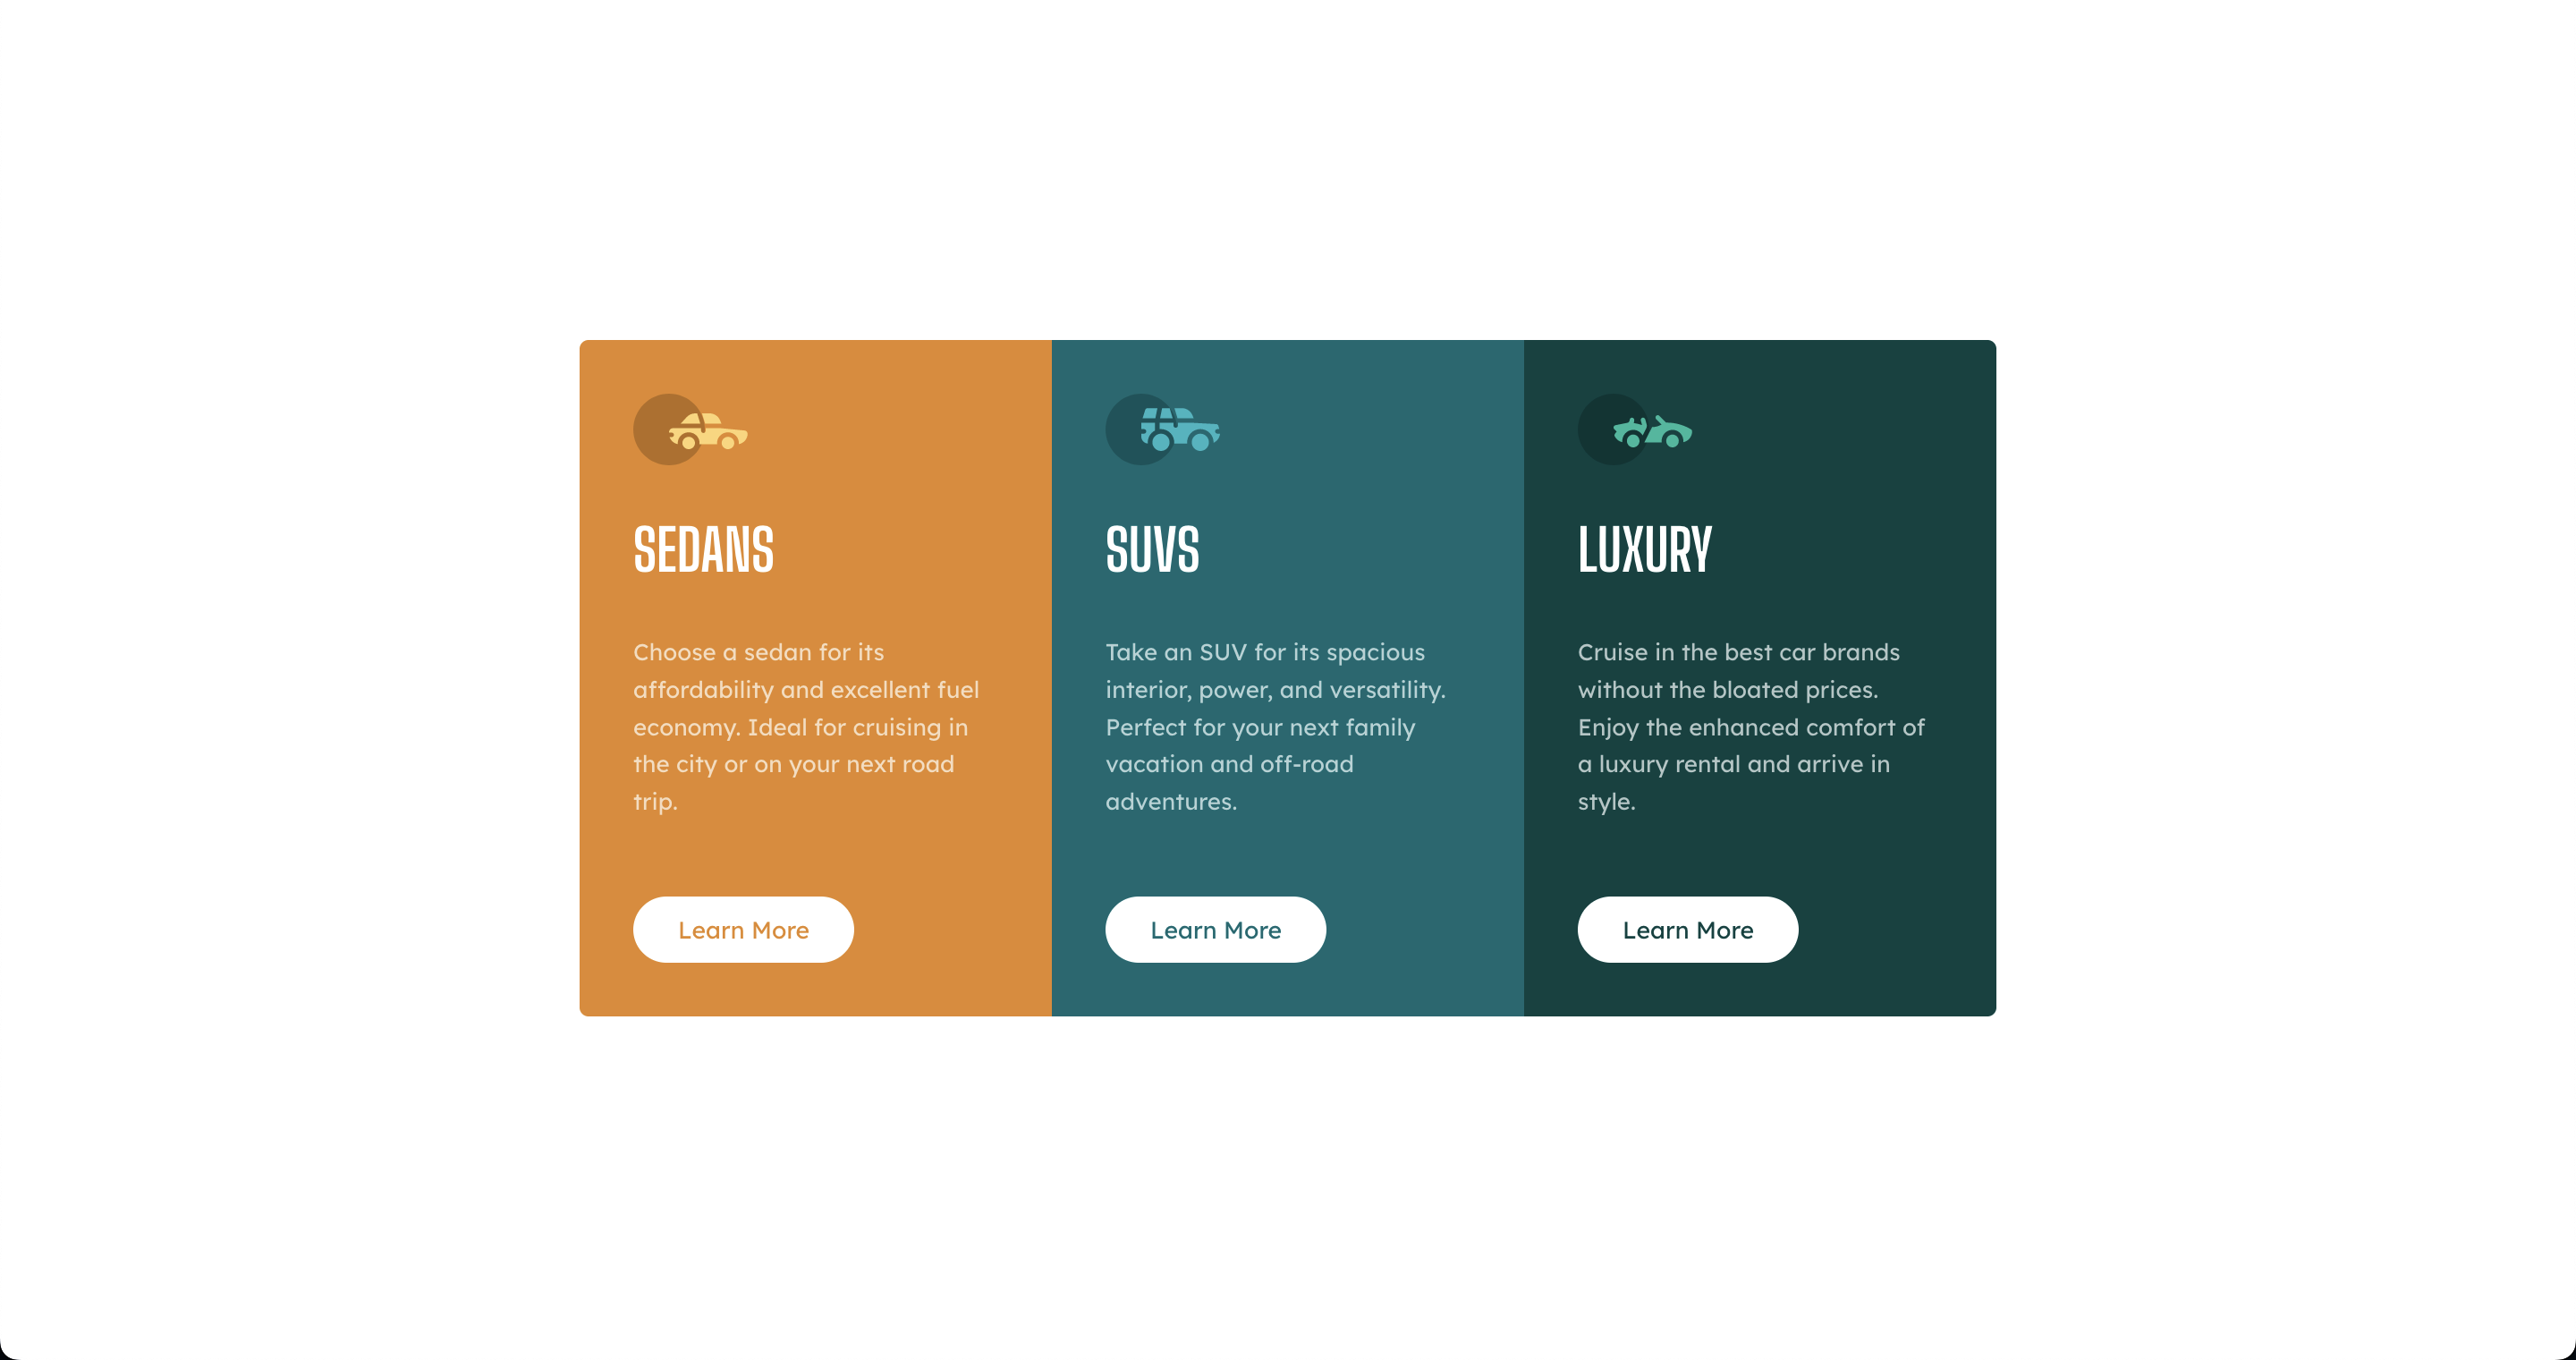 SEDANS
Choose a sedan for its
affordability and excellent fuel
economy. Ideal for cruising in
the city or on your next road
trip.
Learn More
SUVS
Take an SUV for its spacious
interior, power, and versatility.
Perfect for your next family
vacation and off-road
adventures.
Learn More
LUXURY
Cruise in the best car brands
without the bloated prices.
Enjoy the enhanced comfort of
a luxury rental and arrive in
style.
Learn More